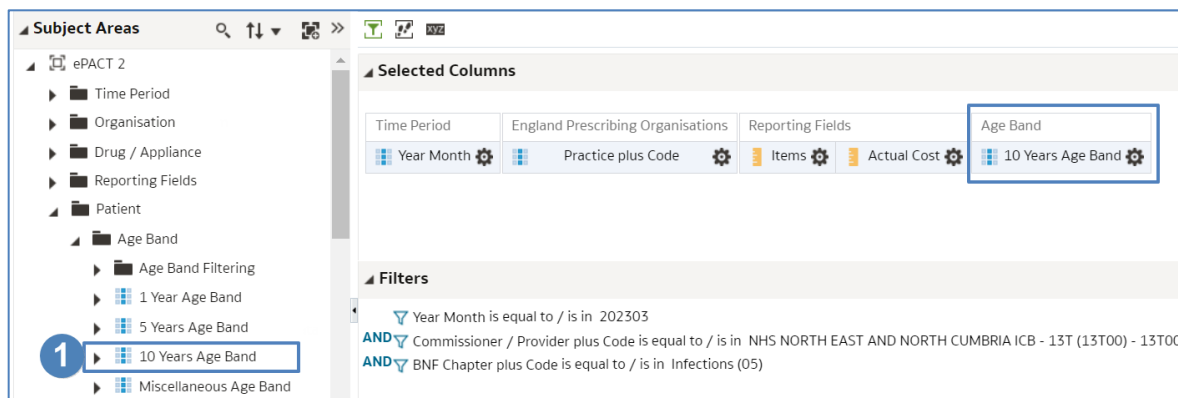 Subject Areas
ePACT 2
Time Period
Organisation
Drug / Appliance
Reporting Fields
Patient
Age Band
Age Band Filtering
1 Year Age Band
5 Years Age Band
1
10 Years Age Band
Miscellaneous Age Band
xyz
Selected Columns
Time Period England Prescribing Organisations Reporting Fields Age Band
Year Month Practice plus Code Items Actual Cost 10 Years Age Band
Filters
Year Month is equal to / is in 202303
AND Commissioner / Provider plus Code is equal to / is in NHS NORTH EAST AND NORTH CUMBRIA ICB - 13T (13T00) - 13T00
AND BNF Chapter plus Code is equal to / is in Infections (05)